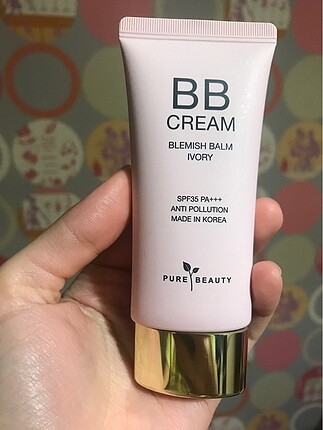 BB
CREAM
BLEMISH BALM
IVORY
SPF35 PA+++
ANTI POLLUTION
MADE IN KOREA
PURE BEAUTY